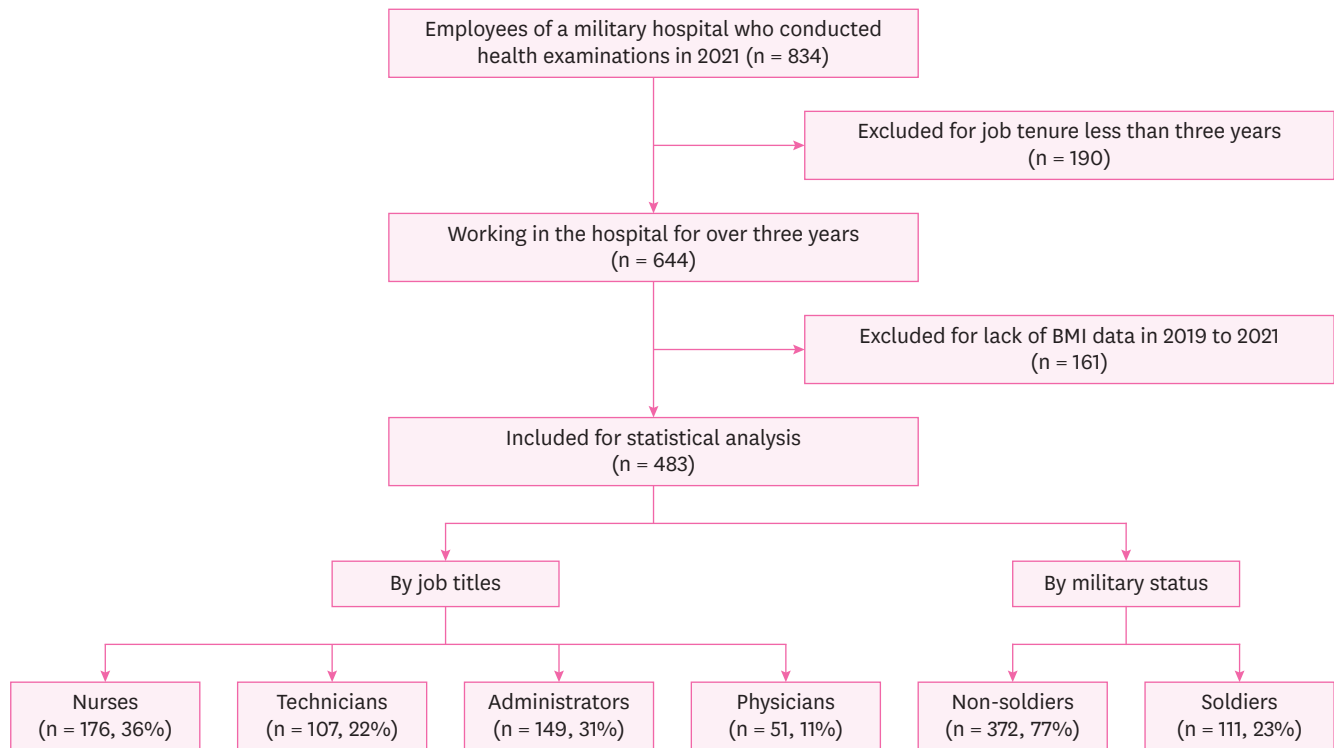 Employees of a military hospital who conducted
health examinations in 2021 (n = 834)
Excluded for job tenure less than three years
(n = 190)
Working in the hospital for over three years
(n = 644)
Excluded for lack of BMI data in 2019 to 2021
(n = 161)
Included for statistical analysis
(n = 483)
By job titles
By military status
Nurses
(n = 176, 36%)
Technicians
(n = 107, 22%)
Administrators
(n = 149, 31%)
Physicians
(n = 51, 11%)
Non-soldiers
(n = 372, 77%)
Soldiers
(n = 111, 23%)